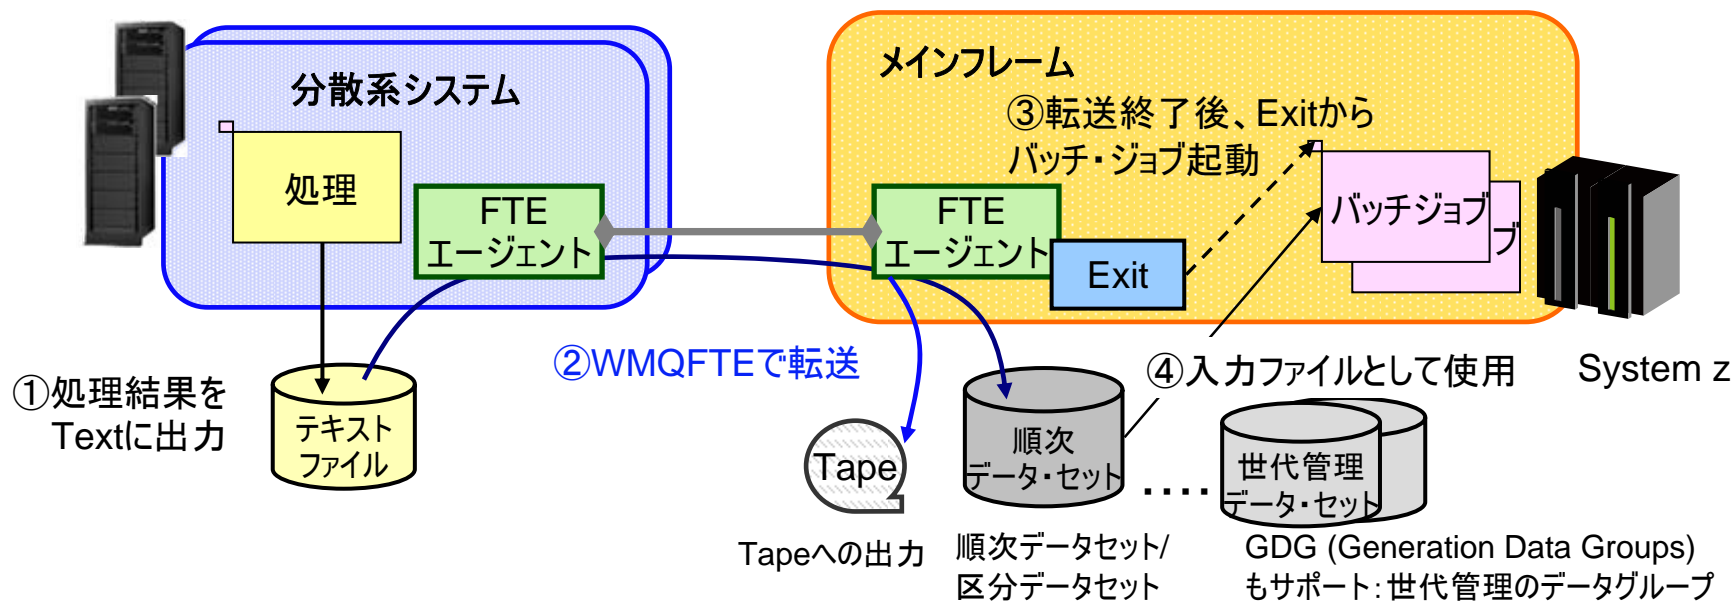 分散系システム
メインフレーム
③転送終了後、Exitから
バッチ・ジョブ起動
処理
FTE
エージェント
FTE
エージェント
Exit
バッチジョブ
ブ
②WMQFTEで転送
④入力ファイルとして使用
System z
①処理結果を
Textに出力
テキスト
ファイル
Tape
順次
データ・セット
････
世代管理
データ・セット
Tapeへの出力
順次データセット/
区分データセット
GDG (Generation Data Groups)
もサポート：世代管理のデータグループ